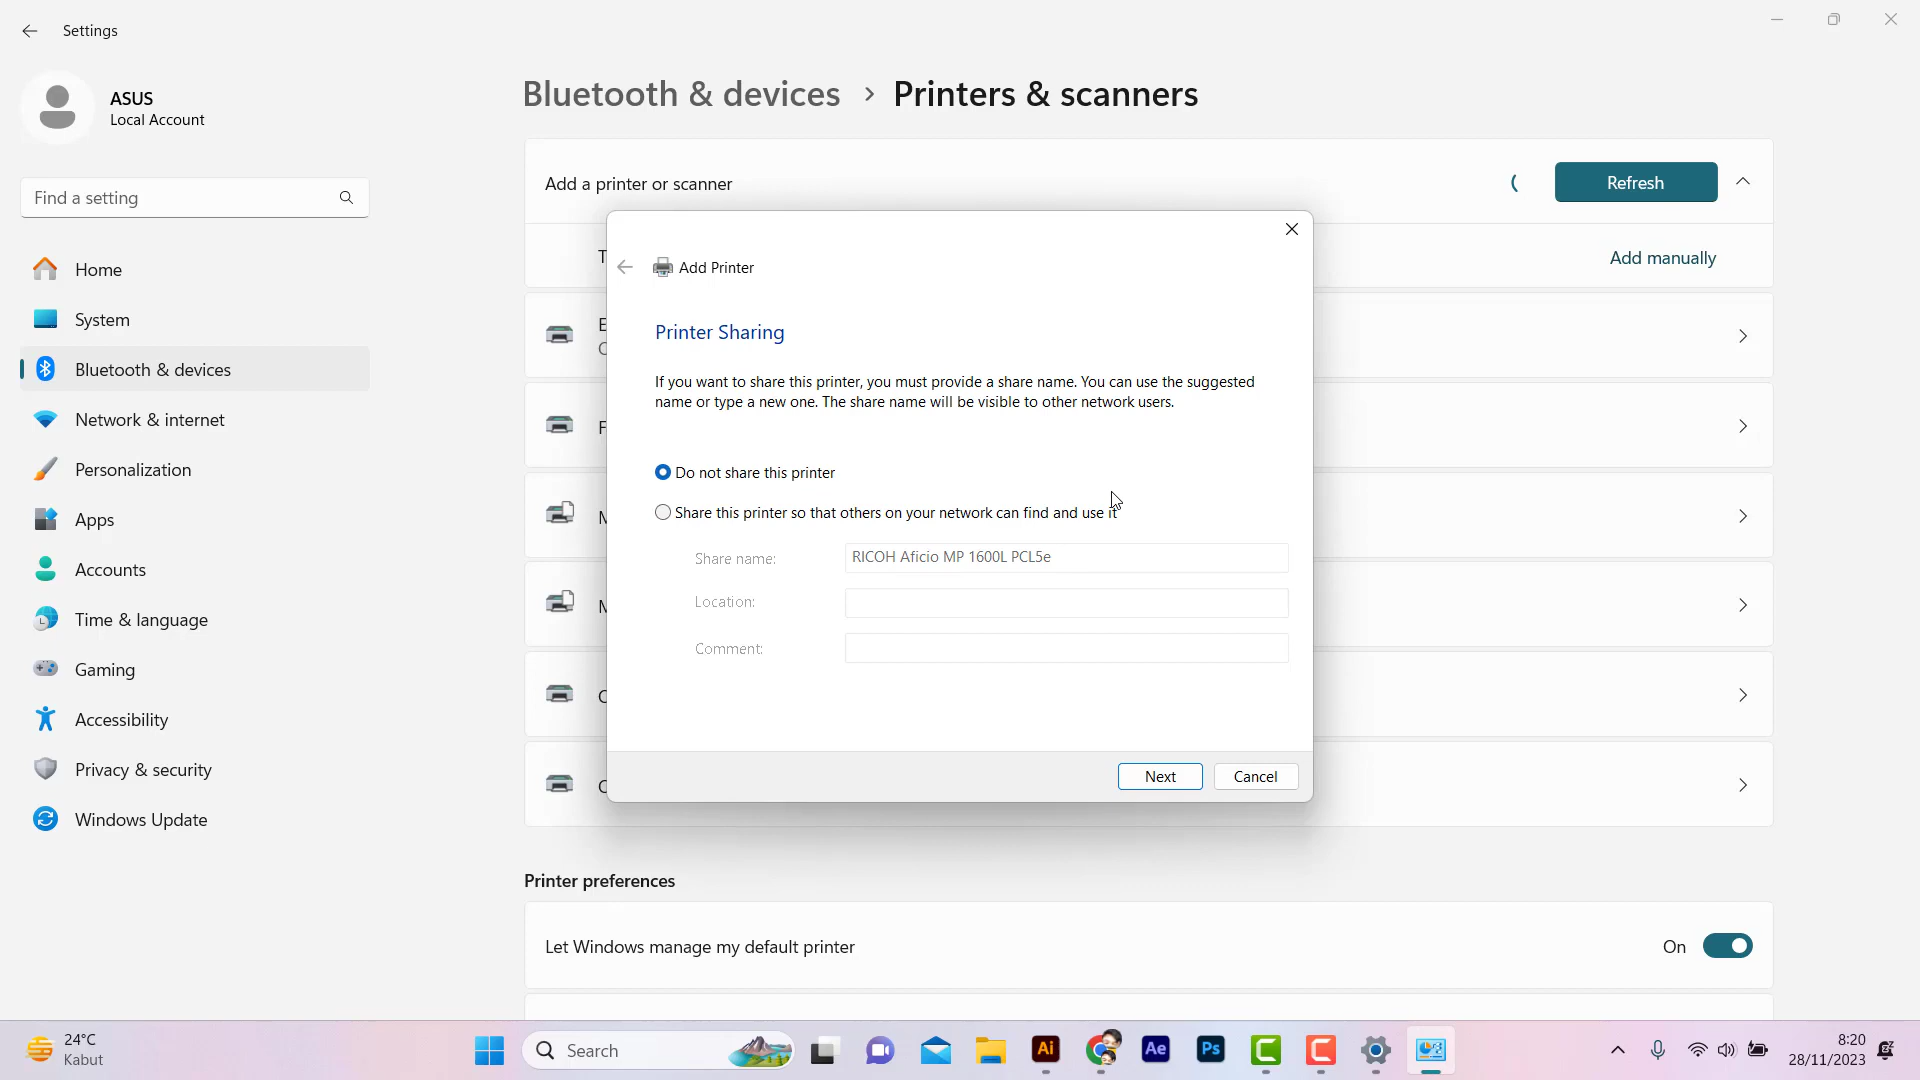 Settings
ASUS
Local Account
Find a setting
Home
System
Bluetooth & devices
Network & internet
Personalization
Apps
Accounts
Time & language
Gaming
Accessibility
Privacy & security
Windows Update
Bluetooth & devices > Printers & scanners
Add a printer or scanner
Refresh
T
Add manually
Add Printer
Printer Sharing
If you want to share this printer, you must provide a share name. You can use the suggested
name or type a new one. The share name will be visible to other network users.
Do not share this printer
Share this printer so that others on your network can find and use it
Share name:
RICOH Aficio MP 1600L PCL5e
Location:
Comment:
Next
Cancel
Printer preferences
Let Windows manage my default printer
On
24°C
Kabut
Search
Ai
Ae
Ps
8:20
28/11/2023